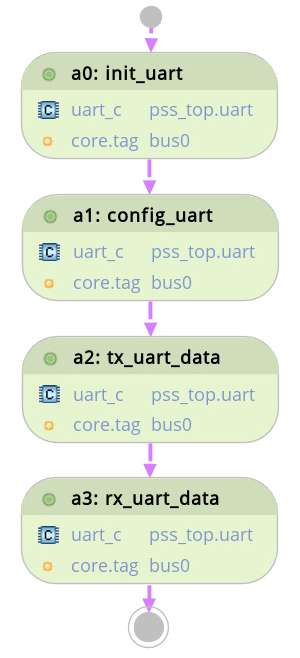 a0: init_uart
C uart_c pss_top.uart
core.tag bus0
a1: config_uart
C uart_c pss_top.uart
core.tag bus0
a2: tx_uart_data
C uart_c pss_top.uart
core.tag bus0
a3: rx_uart_data
C uart_c pss_top.uart
core.tag bus0